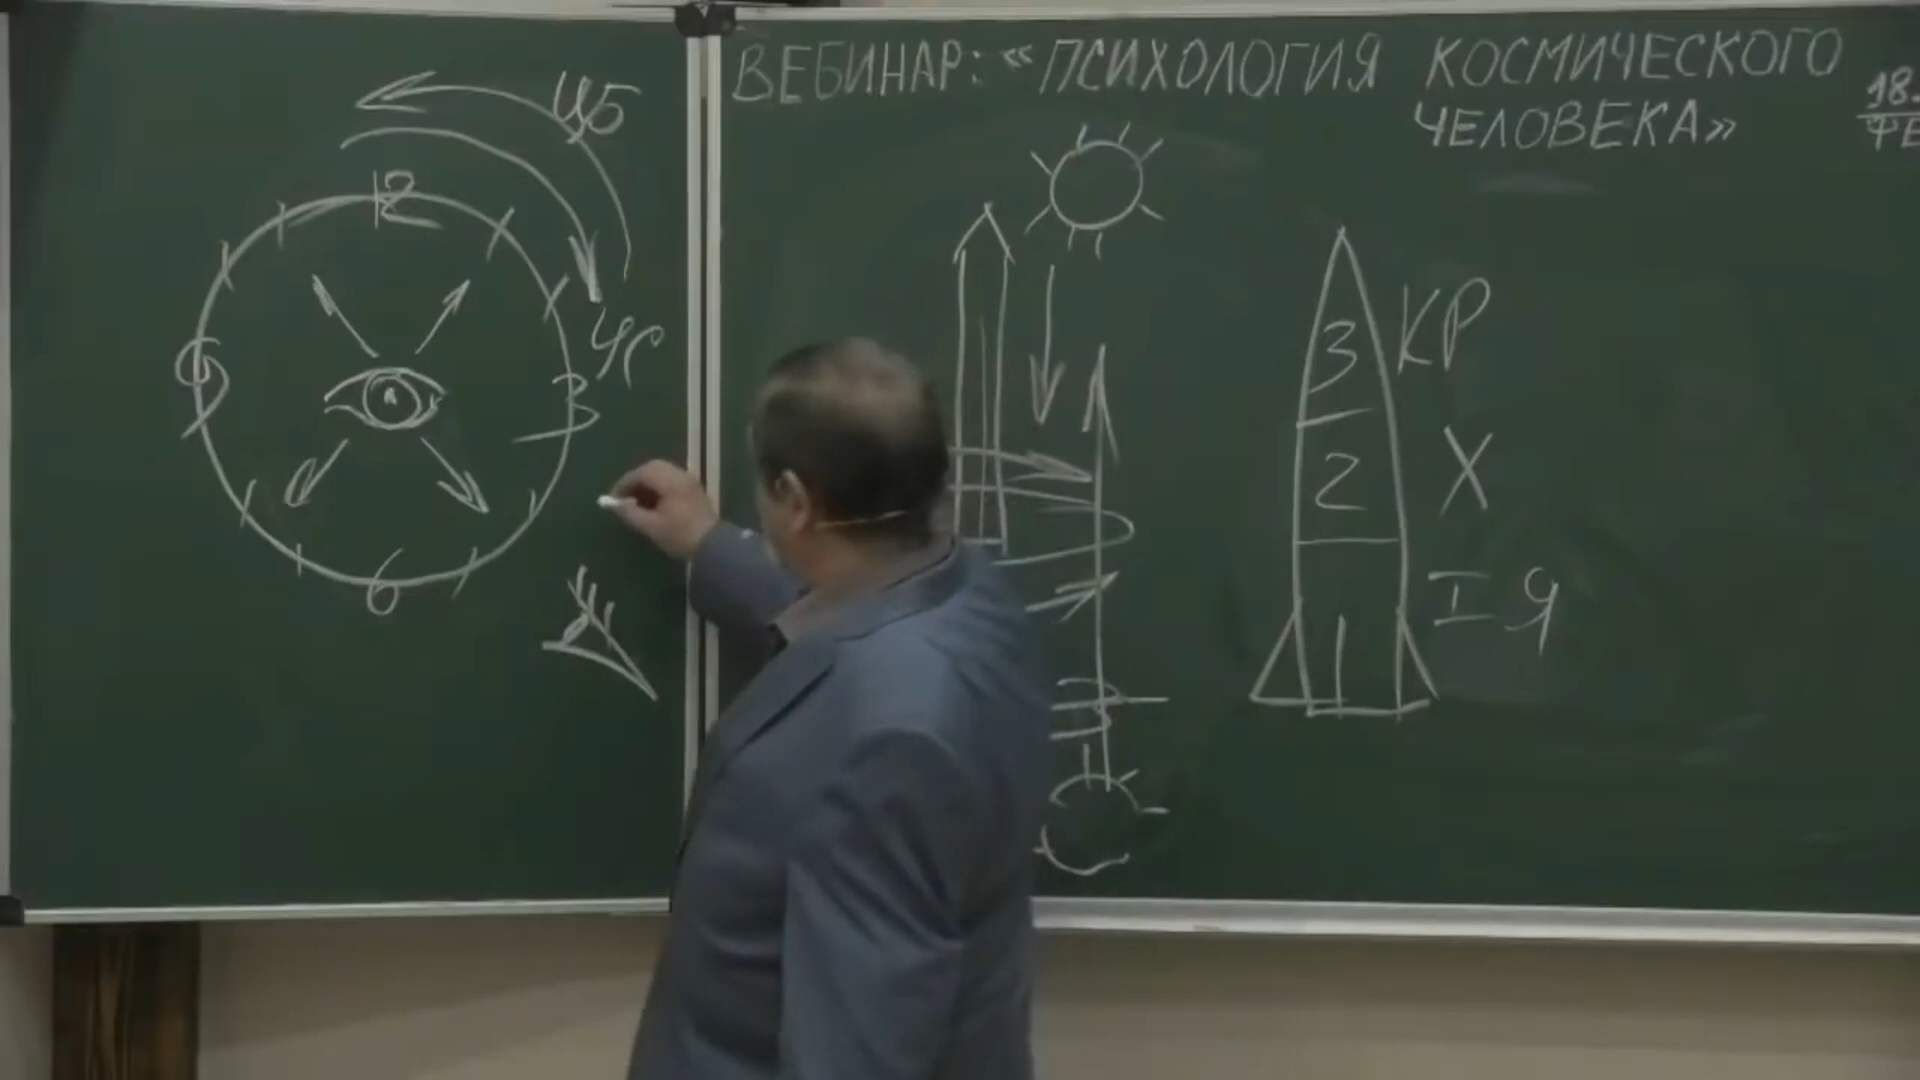 ВЕБИНАР: «ПСИХОЛОГИЯ КОСМИЧЕСКОГО
ЧЕЛОВЕКА»
18.
ФЕ
ЦБ
12
ЧС
9
3
6
3 КР
2 Х
1 I Я